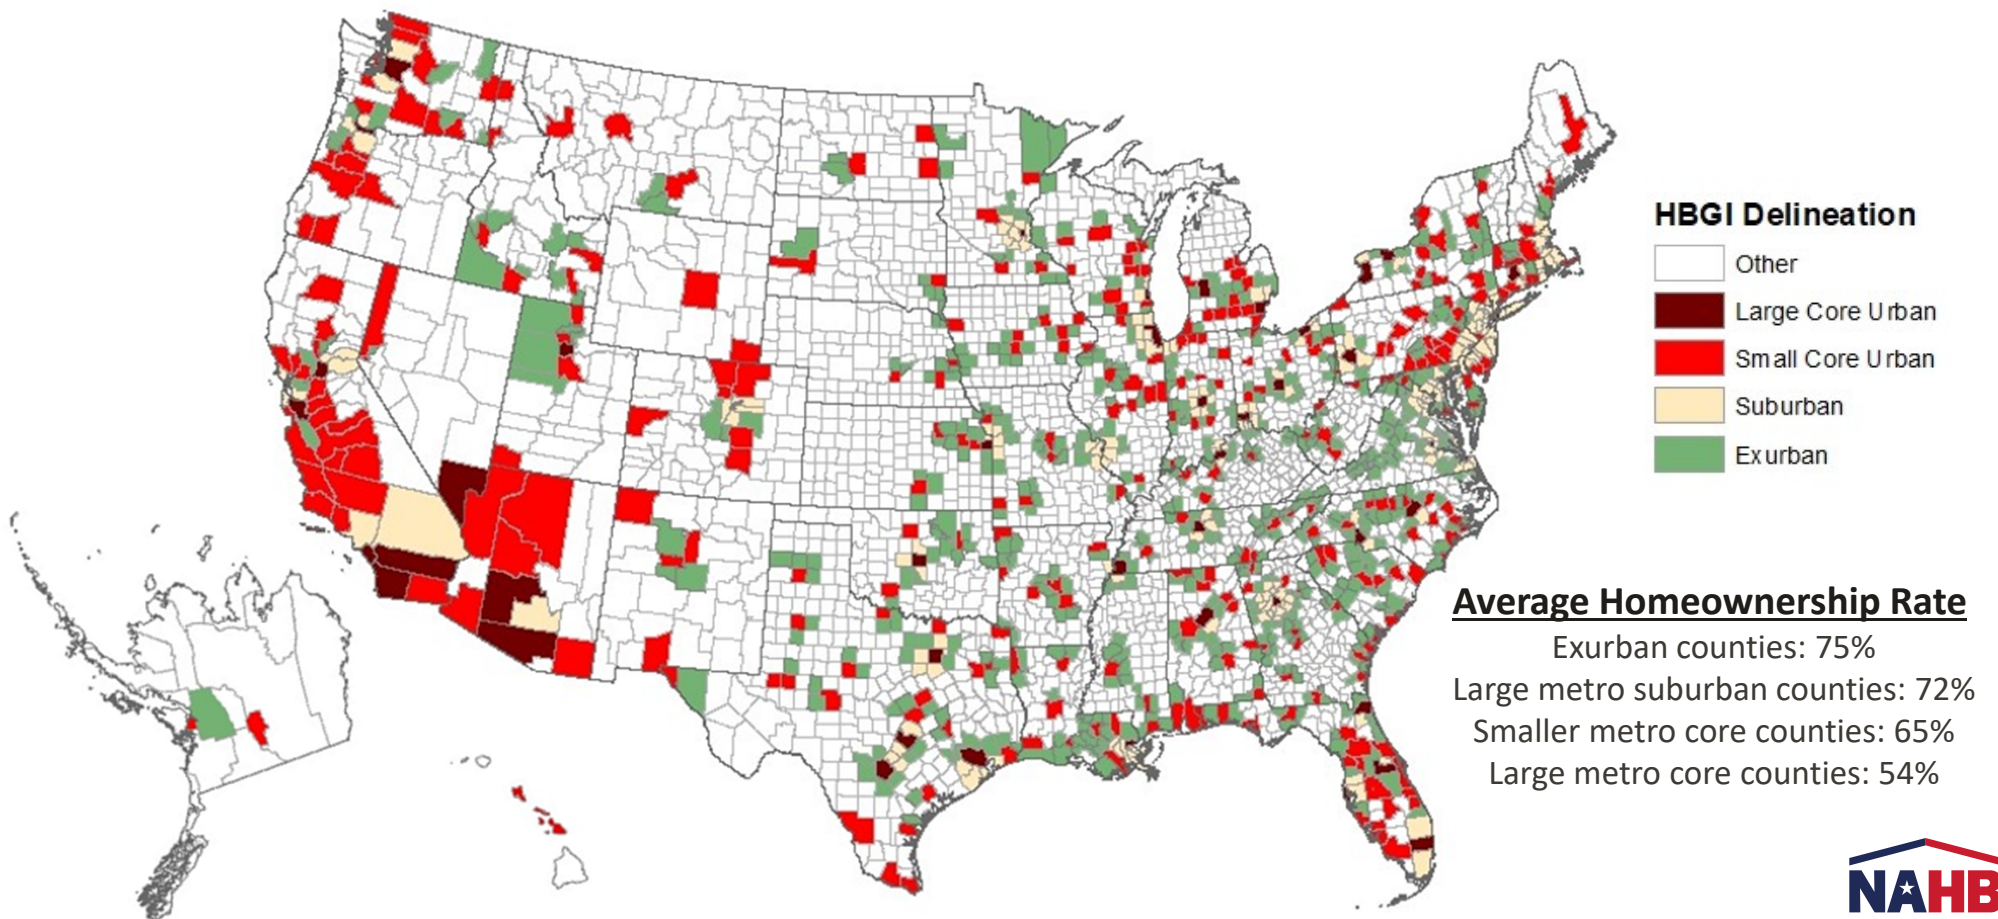 HBGI Delineation
Other
Large Core Urban
Small Core Urban
Suburban
Exurban
Average Homeownership Rate
Exurban counties: 75%
Large metro suburban counties: 72%
Smaller metro core counties: 65%
Large metro core counties: 54%
NAHB